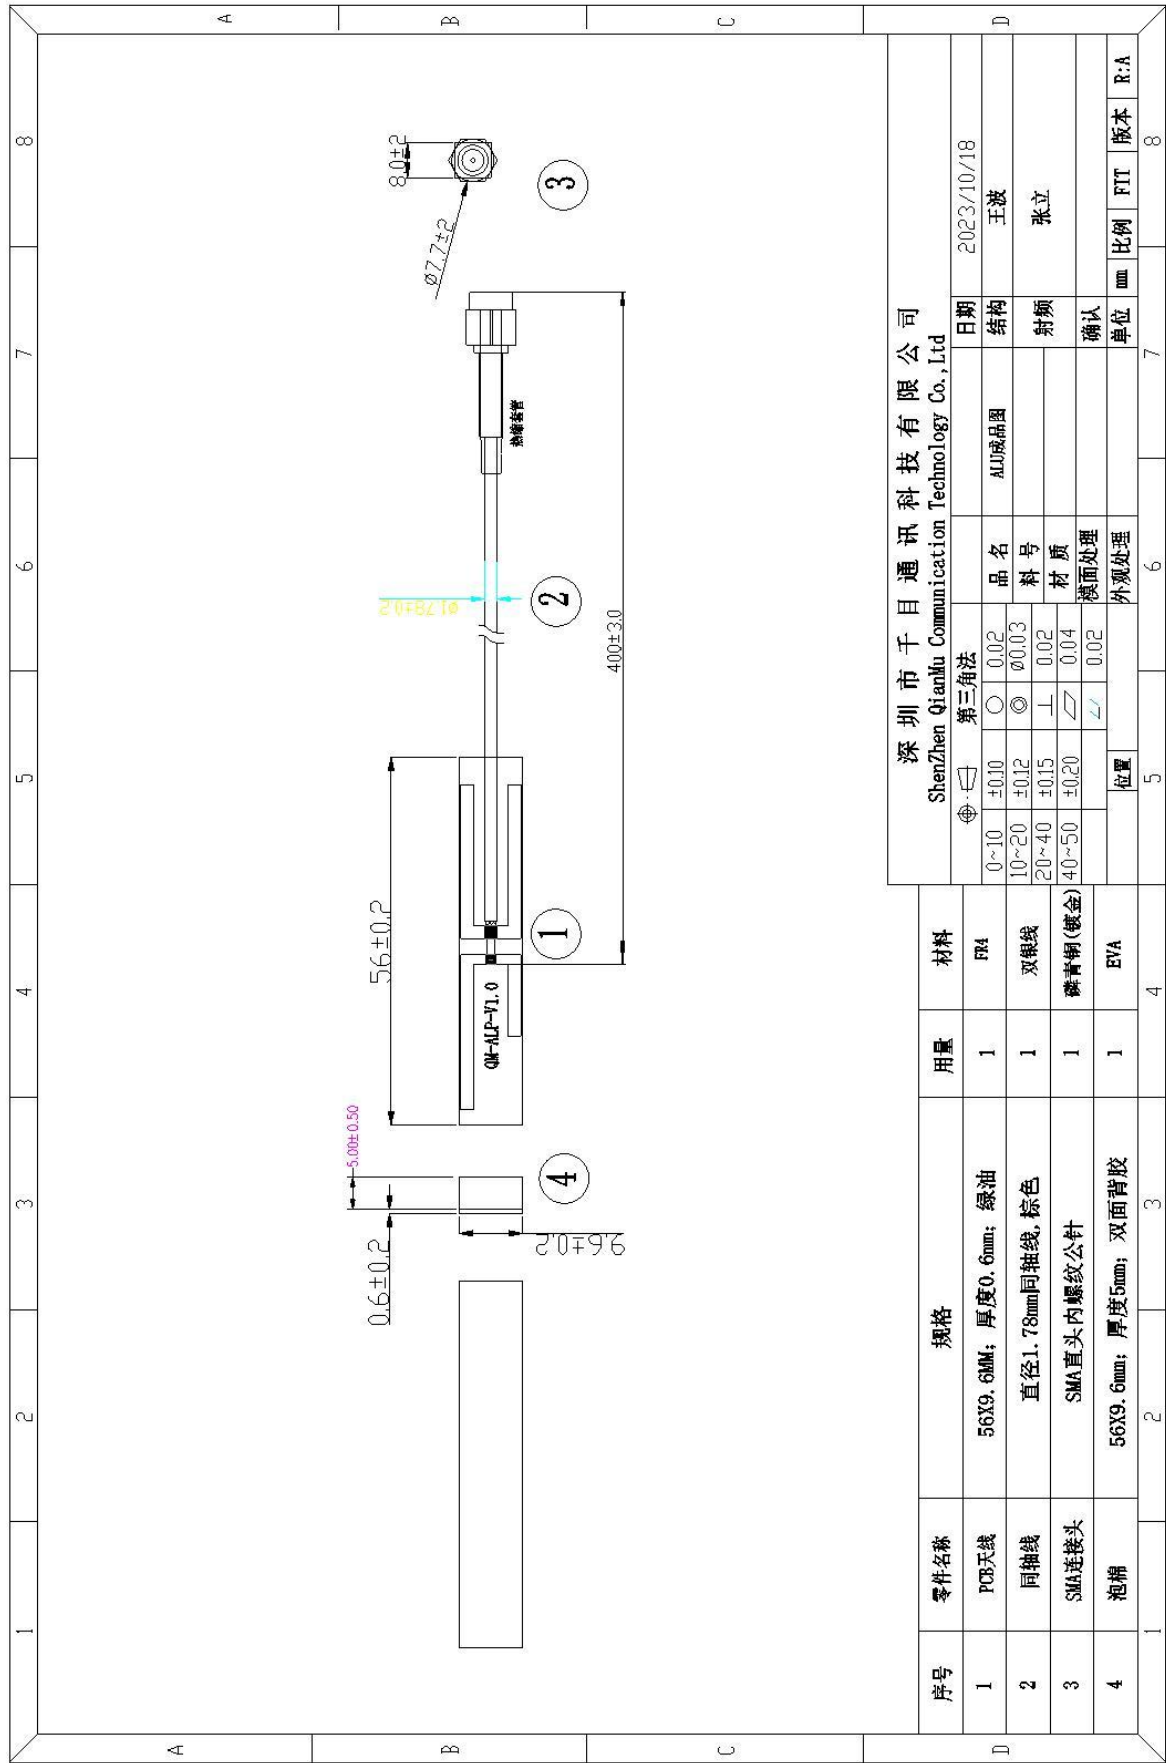 1 2 3 4 5 6 7 8
A
B
C
D
8.0±2
Ø7.7±2
3
热缩套管
Ø1.78±0.2
2
400±3.0
56±0.2
1
QM-ALP-V1.0
5.00±0.50
0.6±0.2
9.6±0.2
4
深圳市千目通讯科技有限公司
ShenZhen QianMu Communication Technology Co.,Ltd
第三角法 日期 2023/10/18
0~10 ±0.10 0.02 品名 结构 王波
10~20 ±0.12 Ø0.03 料号 射频 张立
20~40 ±0.15 0.02 材质
40~50 ±0.20 0.04 模面处理 确认
0.02
位置 外观处理 单位 mm 比例 FIT 版本 R:A
序号 零件名称 规格 用量 材料
1 PCB天线 56X9.6MM; 厚度0.6mm; 绿油 1 FR4
2 同轴线 直径1.78mm同轴线,棕色 1 双银线
3 SMA连接头 SMA直头内螺纹公针 1 磷青铜(镀金)
4 泡棉 56X9.6mm; 厚度5mm; 双面背胶 1 EVA
1 2 3 4 5 6 7 8
A
B
C
D